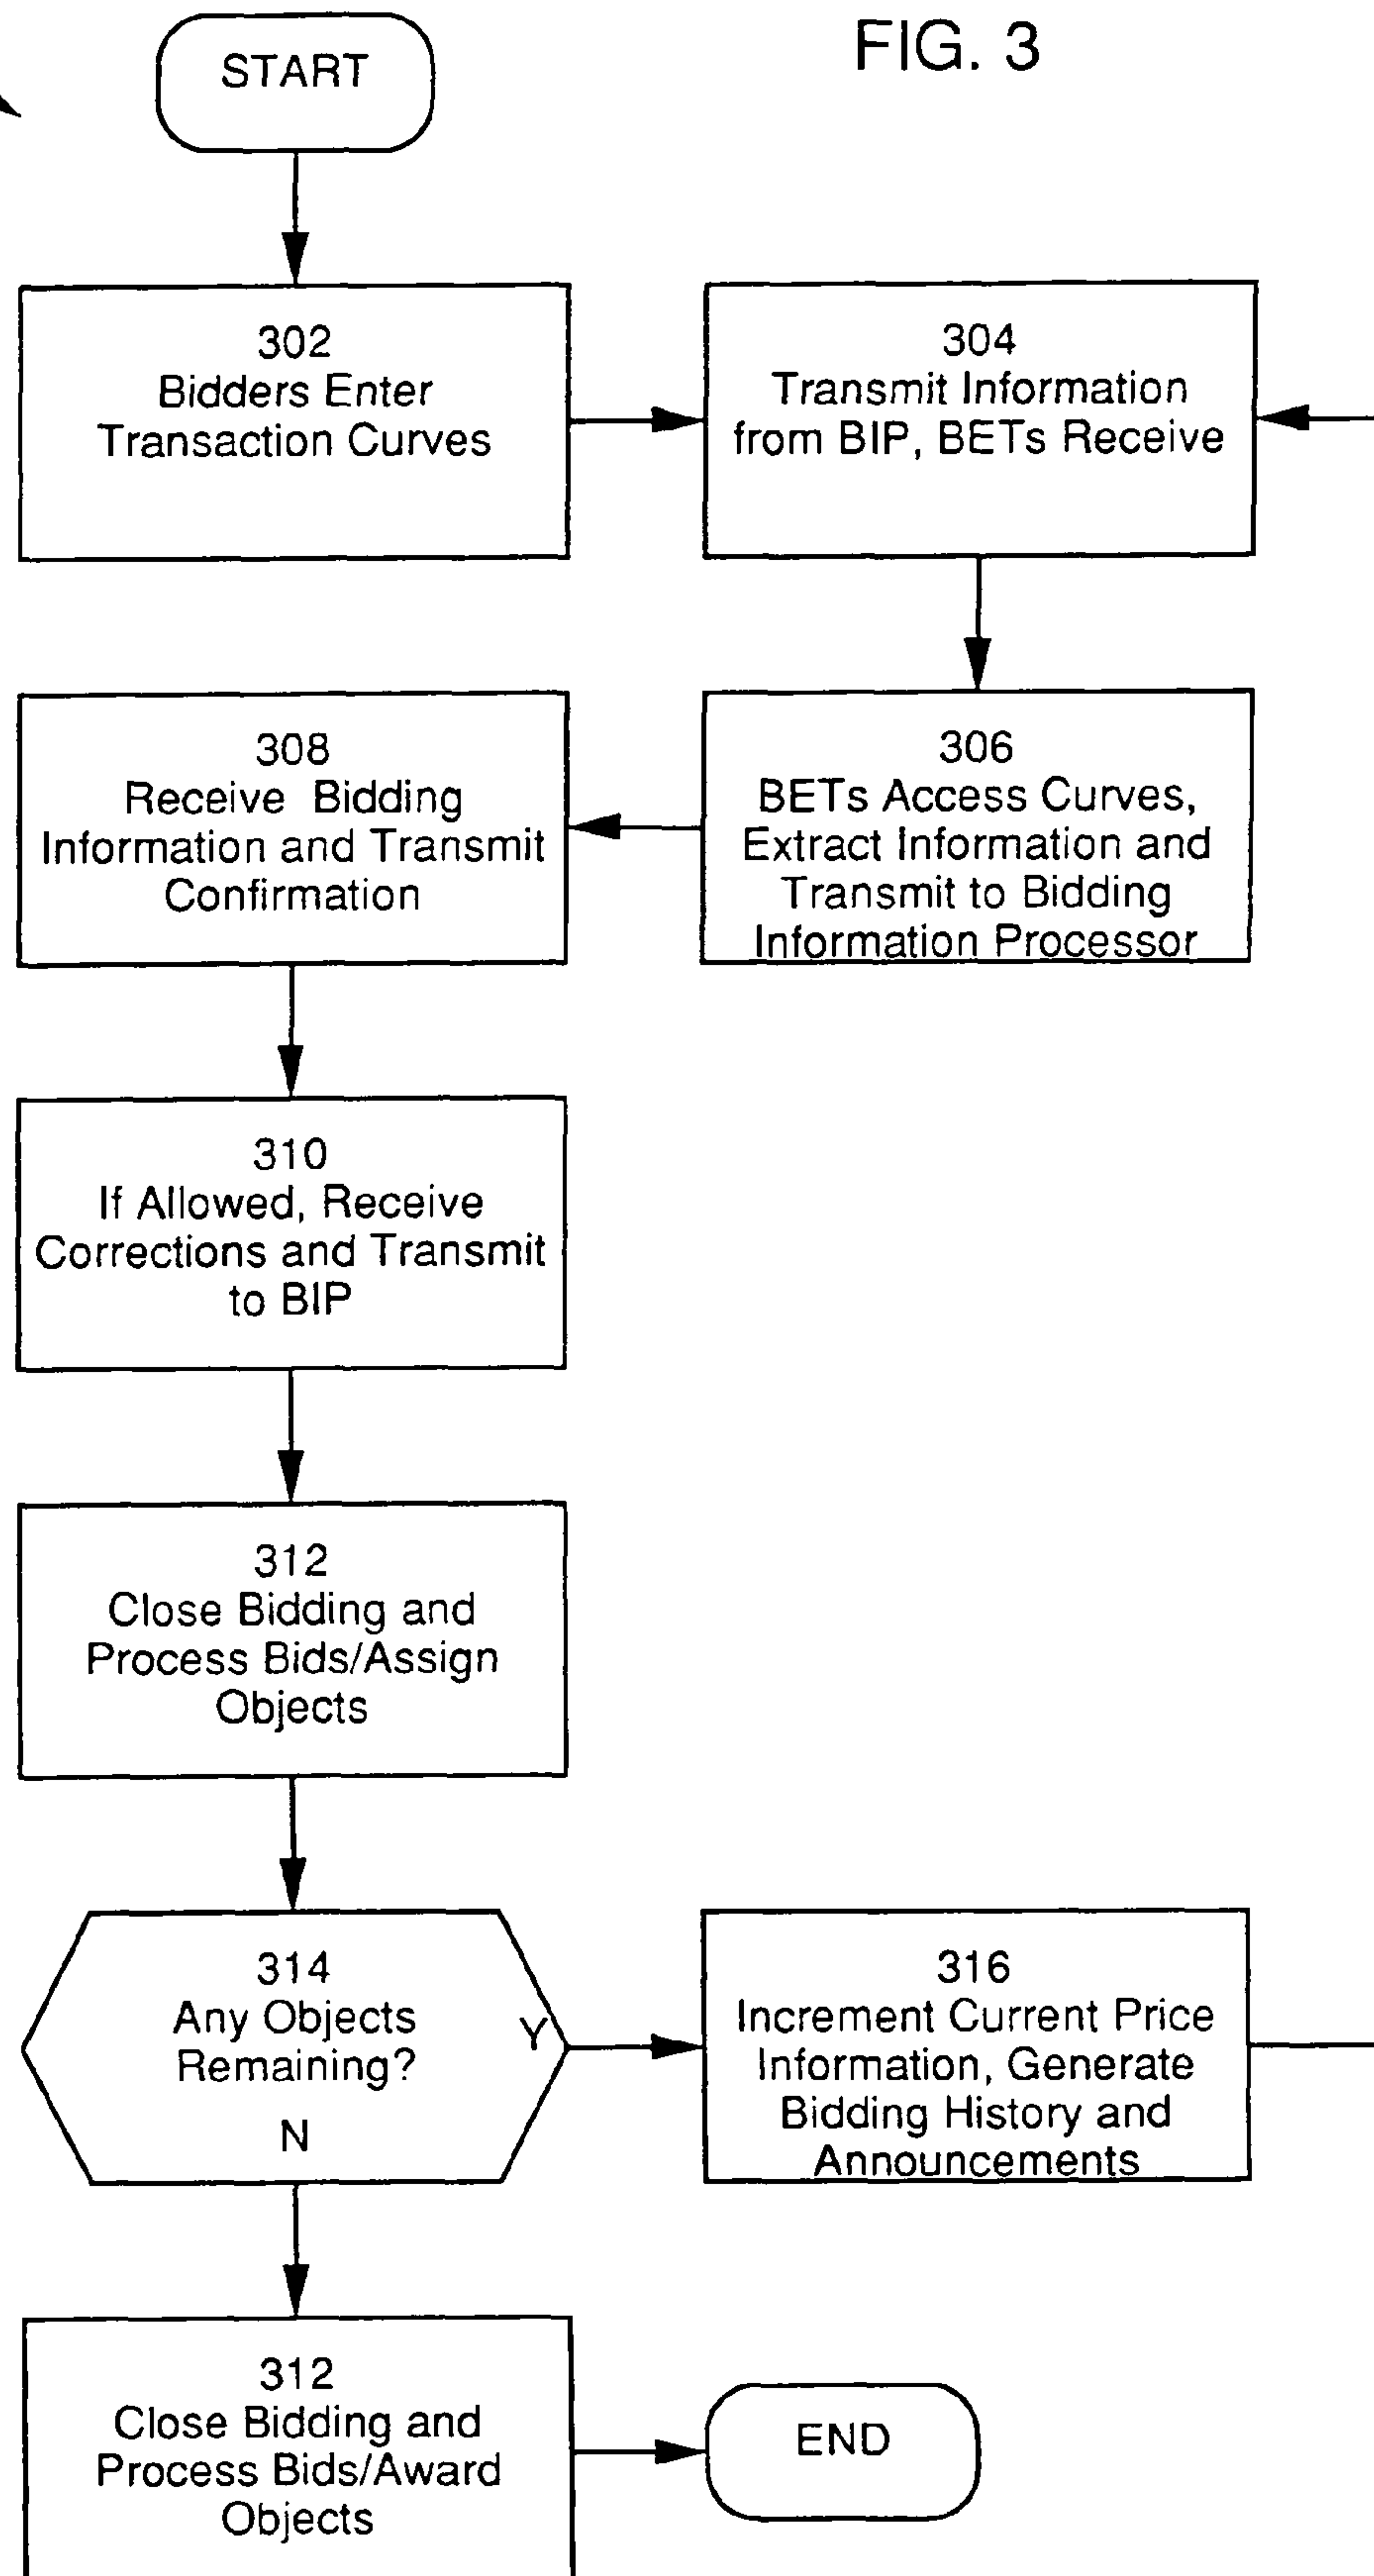 FIG. 3
START
302
Bidders Enter
Transaction Curves
304
Transmit Information
from BIP, BETs Receive
306
BETs Access Curves,
Extract Information and
Transmit to Bidding
Information Processor
308
Receive Bidding
Information and Transmit
Confirmation
310
If Allowed, Receive
Corrections and Transmit
to BIP
312
Close Bidding and
Process Bids/Assign
Objects
314
Any Objects
Remaining?
Y
N
316
Increment Current Price
Information, Generate
Bidding History and
Announcements
312
Close Bidding and
Process Bids/Award
Objects
END